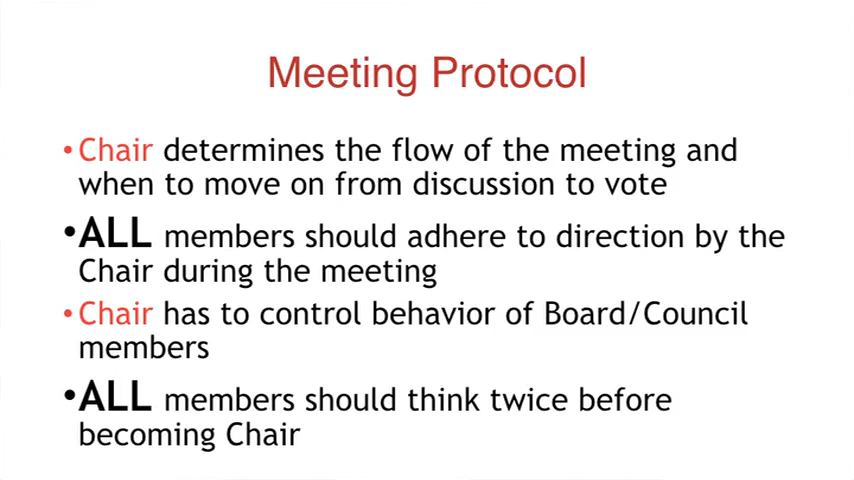 Meeting Protocol
•Chair determines the flow of the meeting and
when to move on from discussion to vote
•ALL members should adhere to direction by the
Chair during the meeting
•Chair has to control behavior of Board/Council
members
•ALL members should think twice before
becoming Chair